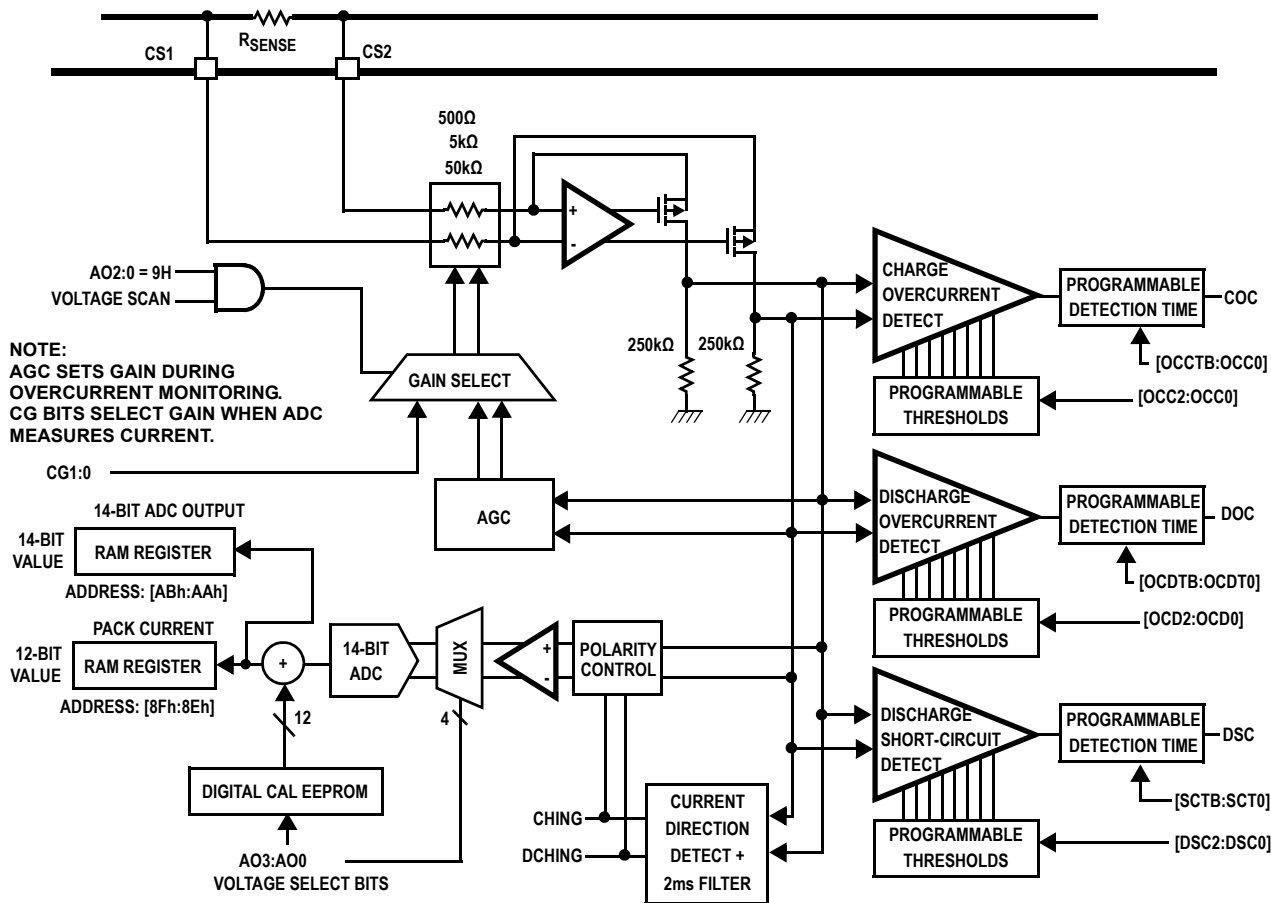 RSENSE
CS1
CS2
500Ω
5kΩ
50kΩ
+
-
AO2:0 = 9H
VOLTAGE SCAN
NOTE:
AGC SETS GAIN DURING
OVERCURRENT MONITORING.
CG BITS SELECT GAIN WHEN ADC
MEASURES CURRENT.
GAIN SELECT
250kΩ
250kΩ
CHARGE
OVERCURRENT
DETECT
PROGRAMMABLE
DETECTION TIME
COC
[OCCTB:OCC0]
PROGRAMMABLE
THRESHOLDS
[OCC2:OCC0]
CG1:0
AGC
DISCHARGE
OVERCURRENT
DETECT
PROGRAMMABLE
DETECTION TIME
DOC
[OCDTB:OCDT0]
PROGRAMMABLE
THRESHOLDS
[OCD2:OCD0]
14-BIT ADC OUTPUT
14-BIT
VALUE
RAM REGISTER
ADDRESS: [ABh:AAh]
PACK CURRENT
12-BIT
VALUE
RAM REGISTER
ADDRESS: [8Fh:8Eh]
+
14-BIT
ADC
MUX
+
-
POLARITY
CONTROL
12
4
DIGITAL CAL EEPROM
AO3:AO0
VOLTAGE SELECT BITS
CHING
DCHING
CURRENT
DIRECTION
DETECT +
2ms FILTER
DISCHARGE
SHORT-CIRCUIT
DETECT
PROGRAMMABLE
DETECTION TIME
DSC
[SCTB:SCT0]
PROGRAMMABLE
THRESHOLDS
[DSC2:DSC0]